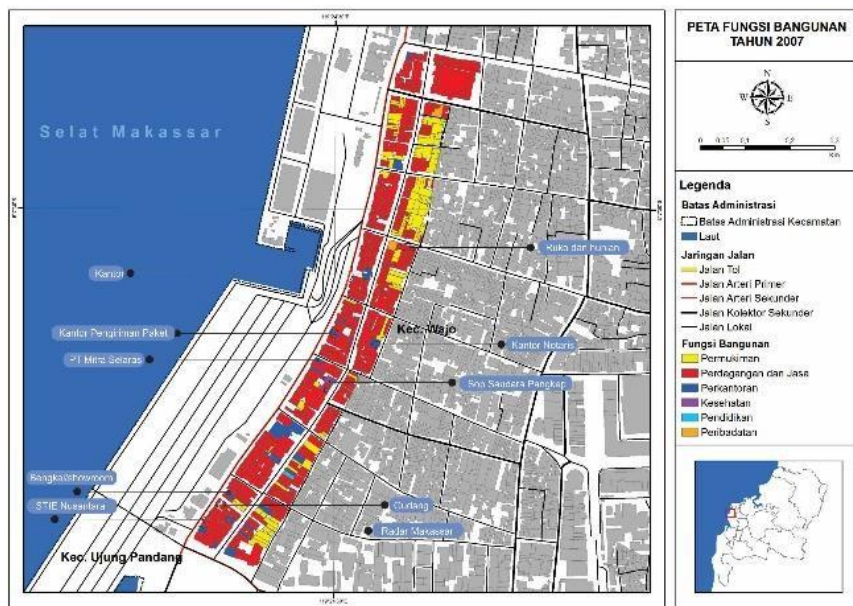 PETA FUNGSI BANGUNAN
TAHUN 2007
N
W E
S
Km
Legenda
Batas Administrasi
Batas Administrasi Kecamatan
Laut
Jaringan Jalan
Jalan Tol
Jalan Arteri Primer
Jalan Arteri Sekunder
Jalan Kolektor Sekunder
Jalan Lokal
Fungsi Bangunan
Permukiman
Perdagangan dan Jasa
Perkantoran
Kesehatan
Pendidikan
Peribadatan
Selat Makassar
Ruko dan hunian
Kantor
Kantor Pengiriman Paket
Kec. Wajo
Kantor Notaris
PT Mitra Selaras
Sop Saudara Pangkep
Bengkel/showroom
Gudang
STIE Nusantara
Radar Makassar
Kec. Ujung Pandang